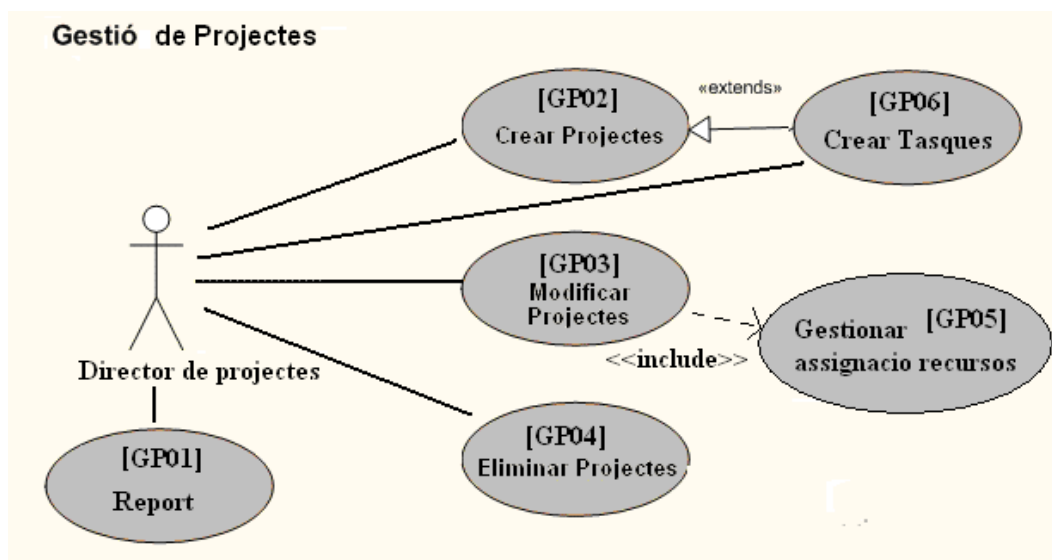 Gestió de Projectes
[GP02]
Crear Projectes
«extends»
[GP06]
Crear Tasques
[GP03]
Modificar
Projectes
<<include>>
Gestionar [GP05]
assignacio recursos
Director de projectes
[GP04]
Eliminar Projectes
[GP01]
Report